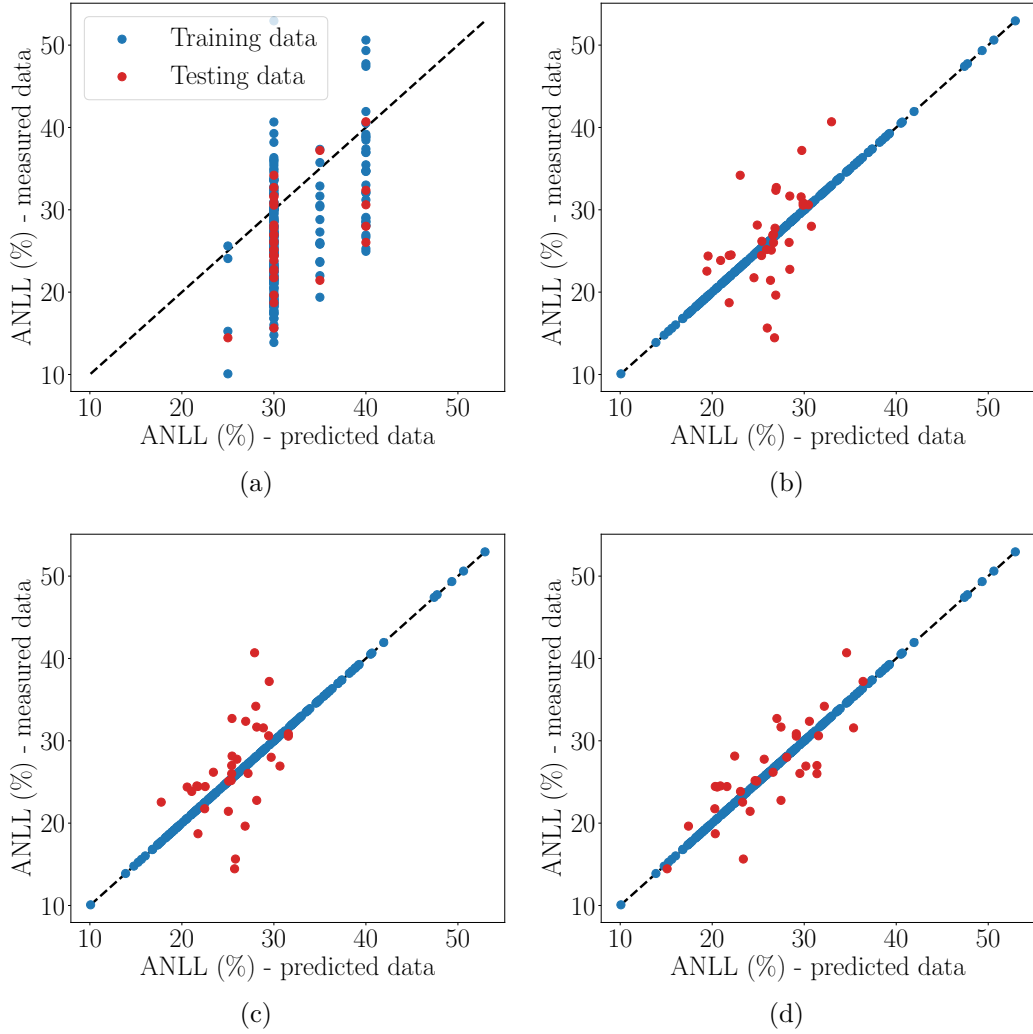 50
40
30
20
10
ANLL (%) - measured data
Training data
Testing data
10 20 30 40 50
ANLL (%) - predicted data
(a)
50
40
30
20
10
ANLL (%) - measured data
10 20 30 40 50
ANLL (%) - predicted data
(b)
50
40
30
20
10
ANLL (%) - measured data
10 20 30 40 50
ANLL (%) - predicted data
(c)
50
40
30
20
10
ANLL (%) - measured data
10 20 30 40 50
ANLL (%) - predicted data
(d)